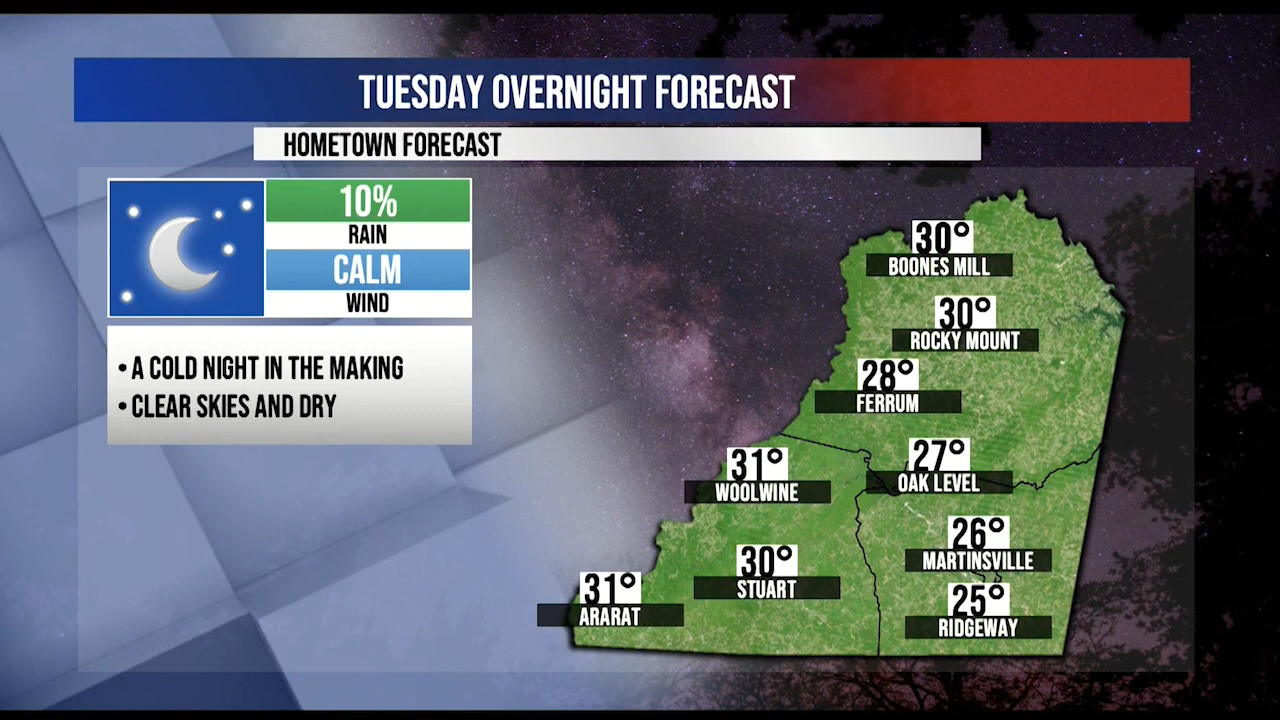 TUESDAY OVERNIGHT FORECAST
HOMETOWN FORECAST
10%
RAIN
CALM
WIND
• A COLD NIGHT IN THE MAKING
• CLEAR SKIES AND DRY
30°
BOONES MILL
30°
ROCKY MOUNT
28°
FERRUM
31°
WOOLWINE
27°
OAK LEVEL
26°
MARTINSVILLE
30°
STUART
31°
ARARAT
25°
RIDGEWAY